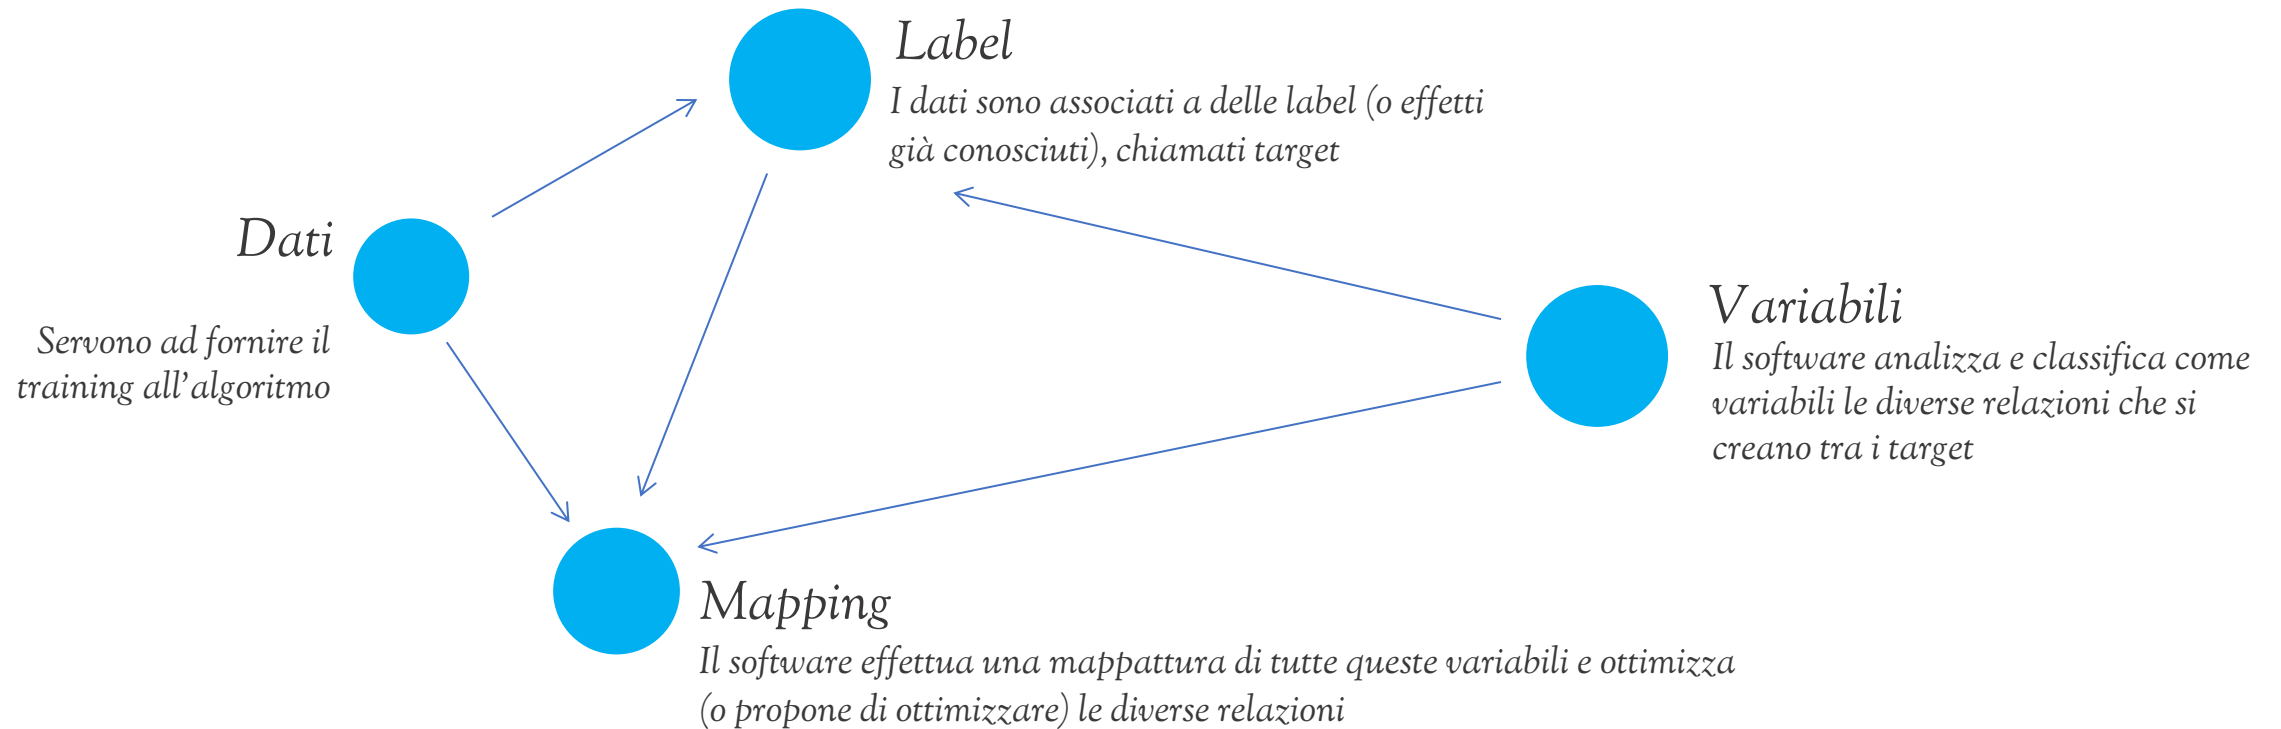 Label
I dati sono associati a delle label (o effetti
già conosciuti), chiamati target
Dati
Servono ad fornire il
training all'algoritmo
Variabili
Il software analizza e classifica come
variabili le diverse relazioni che si
creano tra i target
Mapping
Il software effettua una mappattura di tutte queste variabili e ottimizza
(o propone di ottimizzare) le diverse relazioni